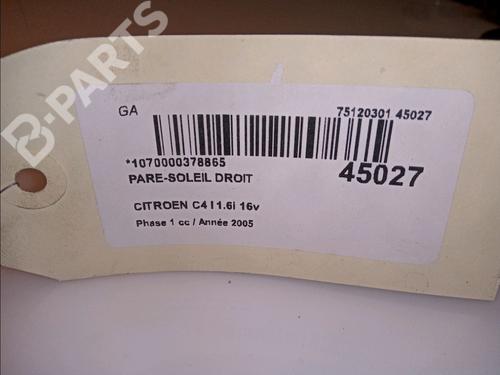 B-PARTS
GA
75120301 45027
*1070000378865
45027
PARE-SOLEIL DROIT
CITROEN C4 I 1.6i 16v
Phase 1 cc / Année 2005